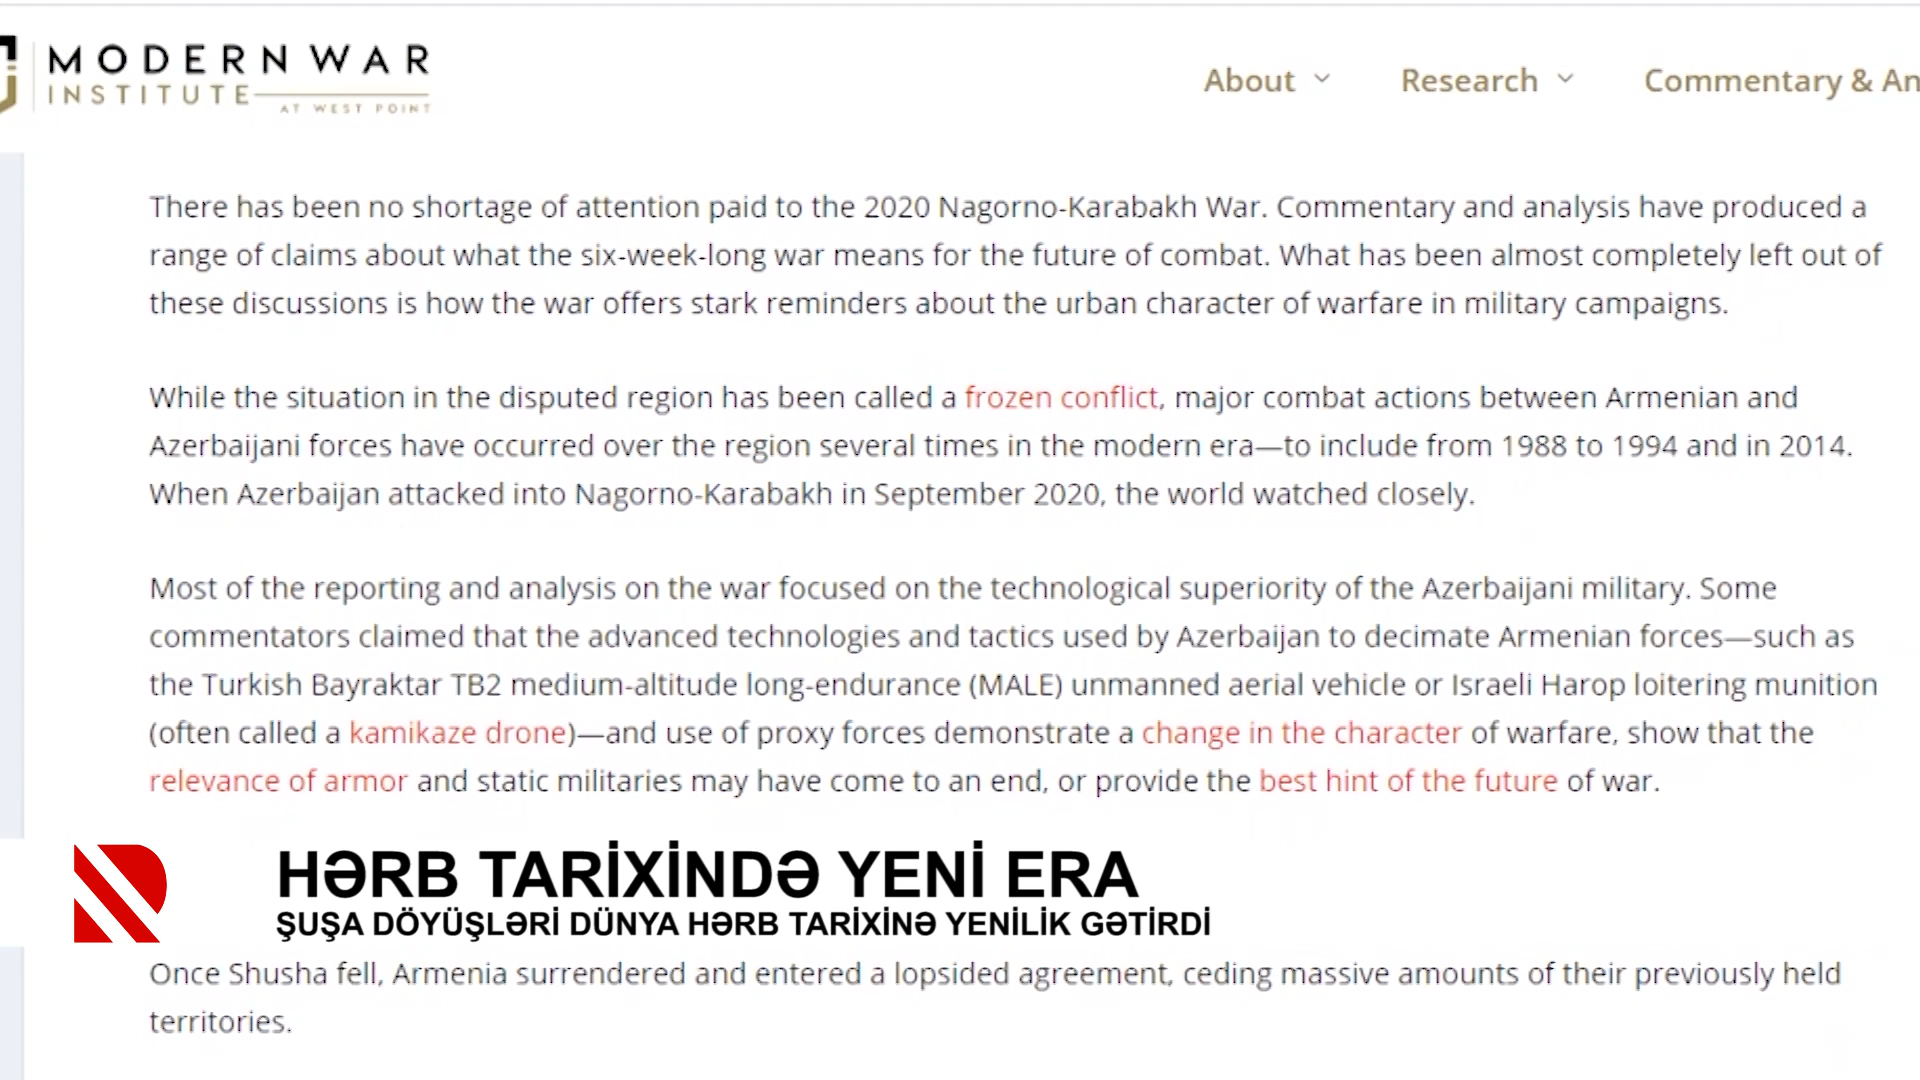 MODERN WAR
INSTITUTE
AT WEST POINT
About
Research
Commentary & An
There has been no shortage of attention paid to the 2020 Nagorno-Karabakh War. Commentary and analysis have produced a
range of claims about what the six-week-long war means for the future of combat. What has been almost completely left out of
these discussions is how the war offers stark reminders about the urban character of warfare in military campaigns.
While the situation in the disputed region has been called a frozen conflict, major combat actions between Armenian and
Azerbaijani forces have occurred over the region several times in the modern era—to include from 1988 to 1994 and in 2014.
When Azerbaijan attacked into Nagorno-Karabakh in September 2020, the world watched closely.
Most of the reporting and analysis on the war focused on the technological superiority of the Azerbaijani military. Some
commentators claimed that the advanced technologies and tactics used by Azerbaijan to decimate Armenian forces—such as
the Turkish Bayraktar TB2 medium-altitude long-endurance (MALE) unmanned aerial vehicle or Israeli Harop loitering munition
(often called a kamikaze drone)—and use of proxy forces demonstrate a change in the character of warfare, show that the
relevance of armor and static militaries may have come to an end, or provide the best hint of the future of war.
HƏRB TARİXİNDƏ YENİ ERA
ŞUŞA DÖYÜŞLƏRİ DÜNYA HƏRB TARİXİNƏ YENİLİK GƏTİRDİ
Once Shusha fell, Armenia surrendered and entered a lopsided agreement, ceding massive amounts of their previously held
territories.